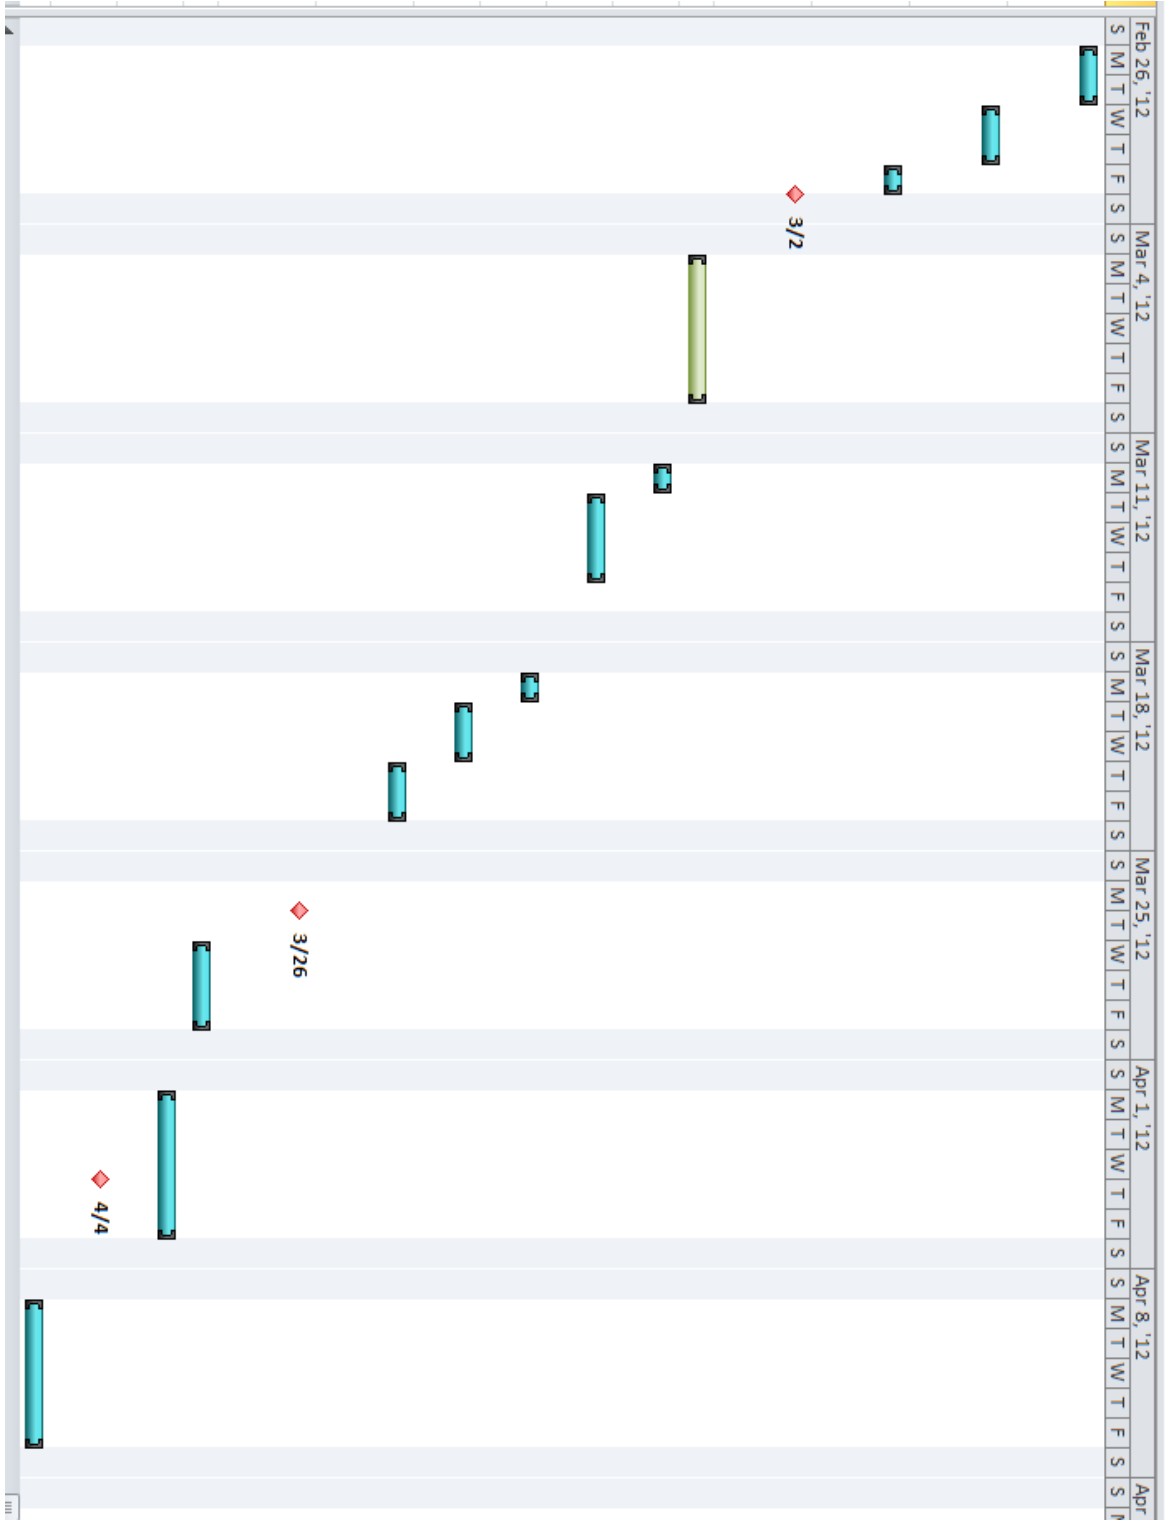 Feb 26, '12 Mar 4, '12 Mar 11, '12 Mar 18, '12 Mar 25, '12 Apr 1, '12 Apr 8, '12 Apr
S M T W T F S S M T W T F S S M T W T F S S M T W T F S S M T W T F S S M T W T F S S M T W T F S S
3/2
3/26
4/4